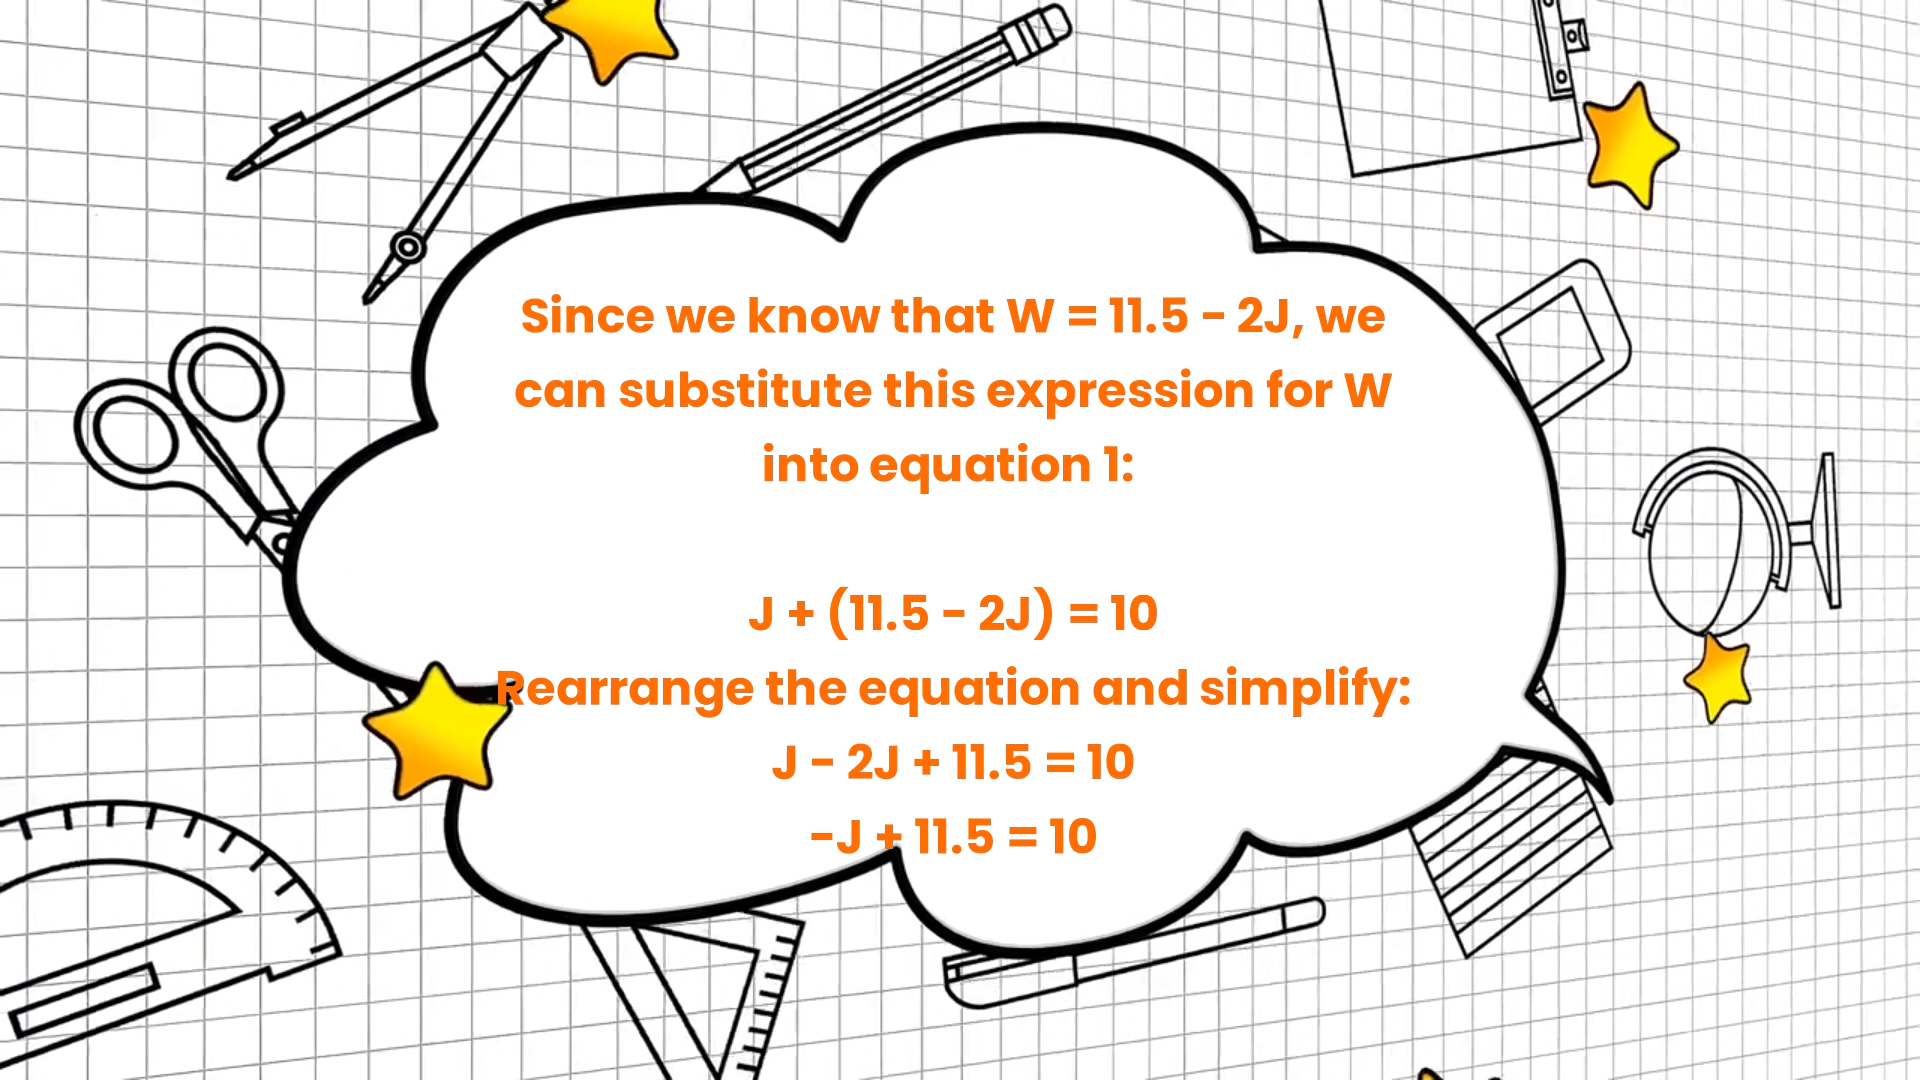 Since we know that W = 11.5 - 2J, we
can substitute this expression for W
into equation 1:
J + (11.5 - 2J) = 10
Rearrange the equation and simplify:
J - 2J + 11.5 = 10
-J + 11.5 = 10